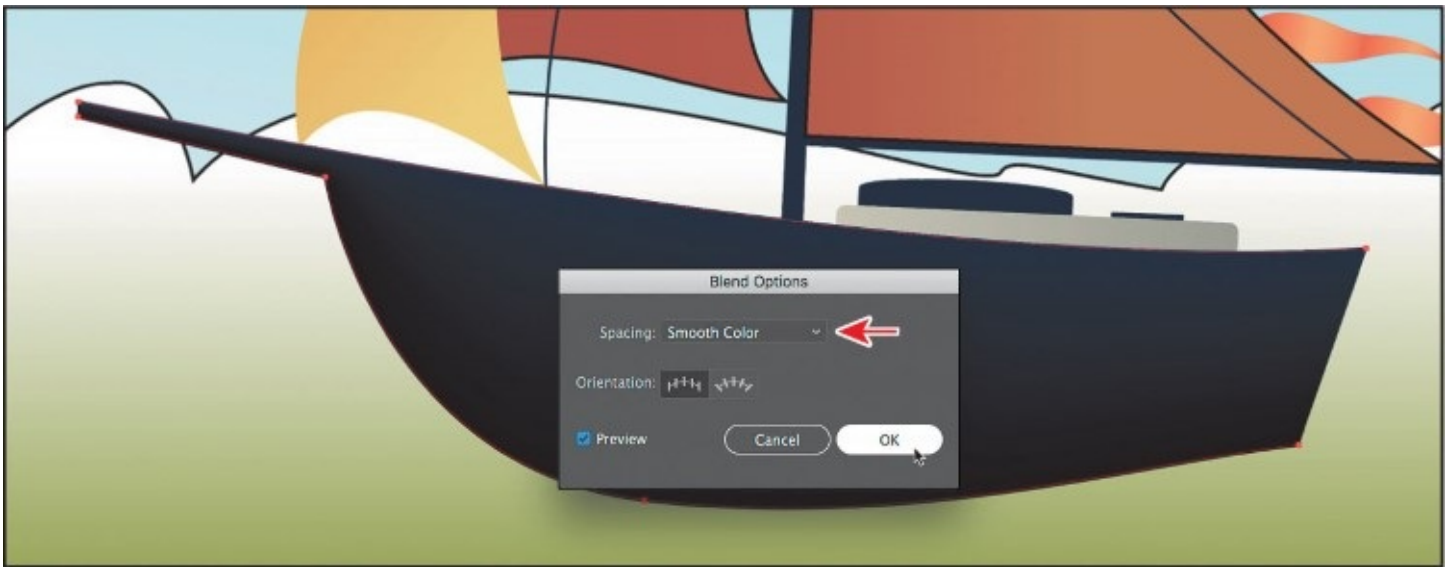 Blend Options
Spacing: Smooth Color
Orientation:
Preview
Cancel
OK